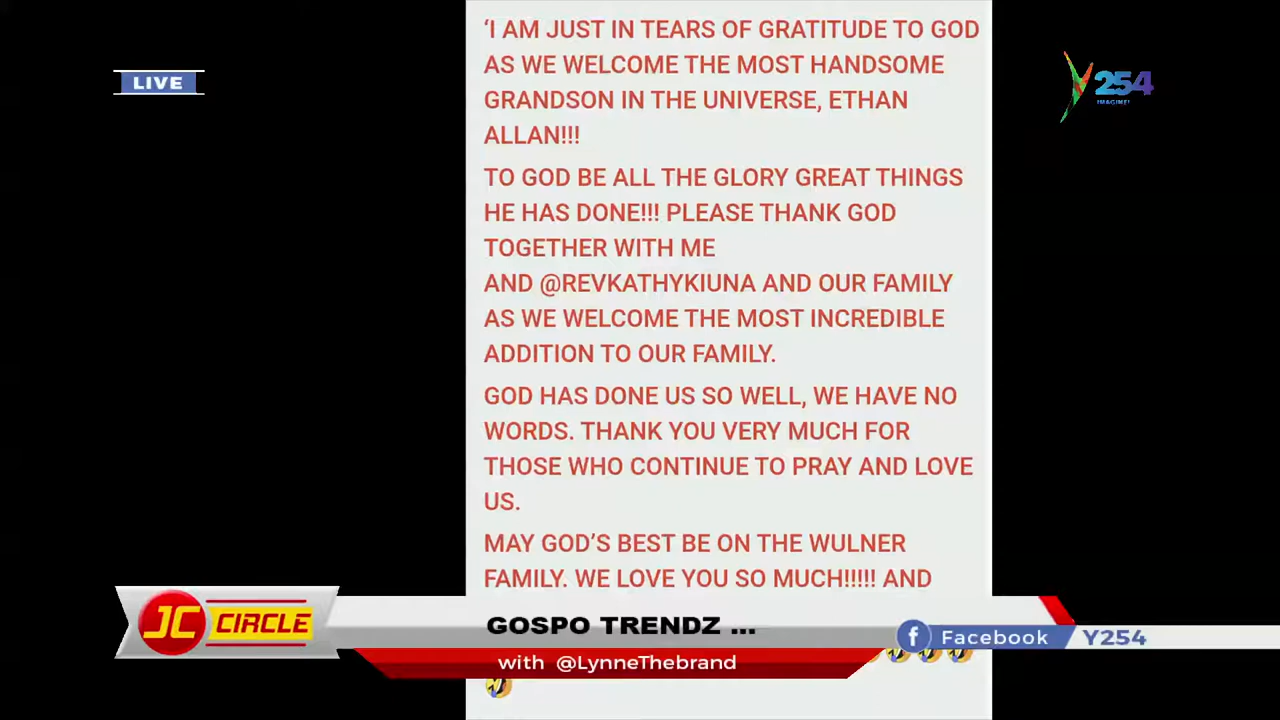 ‘I AM JUST IN TEARS OF GRATITUDE TO GOD
AS WE WELCOME THE MOST HANDSOME
GRANDSON IN THE UNIVERSE, ETHAN
ALLAN!!!
TO GOD BE ALL THE GLORY GREAT THINGS
HE HAS DONE!!! PLEASE THANK GOD
TOGETHER WITH ME
AND @REVKATHYKIUNA AND OUR FAMILY
AS WE WELCOME THE MOST INCREDIBLE
ADDITION TO OUR FAMILY.
GOD HAS DONE US SO WELL, WE HAVE NO
WORDS. THANK YOU VERY MUCH FOR
THOSE WHO CONTINUE TO PRAY AND LOVE
US.
MAY GOD’S BEST BE ON THE WULNER
FAMILY. WE LOVE YOU SO MUCH!!!!! AND
LIVE
Y254
IMAGINE!
JC CIRCLE
GOSPO TRENDZ ...
with @LynneThebrand
f Facebook Y254